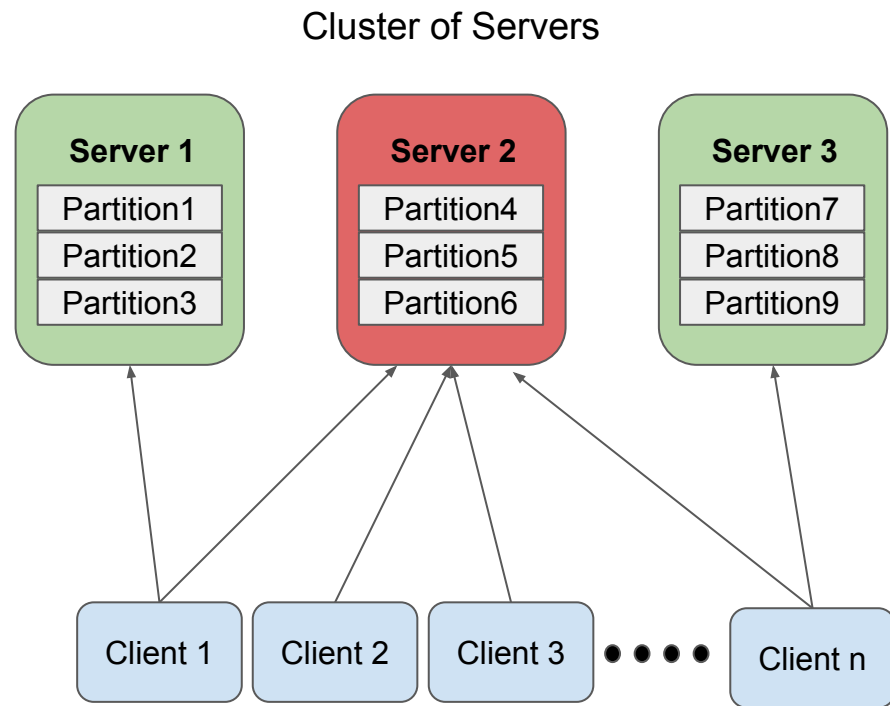 Cluster of Servers
Server 1
Partition1
Partition2
Partition3
Server 2
Partition4
Partition5
Partition6
Server 3
Partition7
Partition8
Partition9
Client 1
Client 2
Client 3
Client n